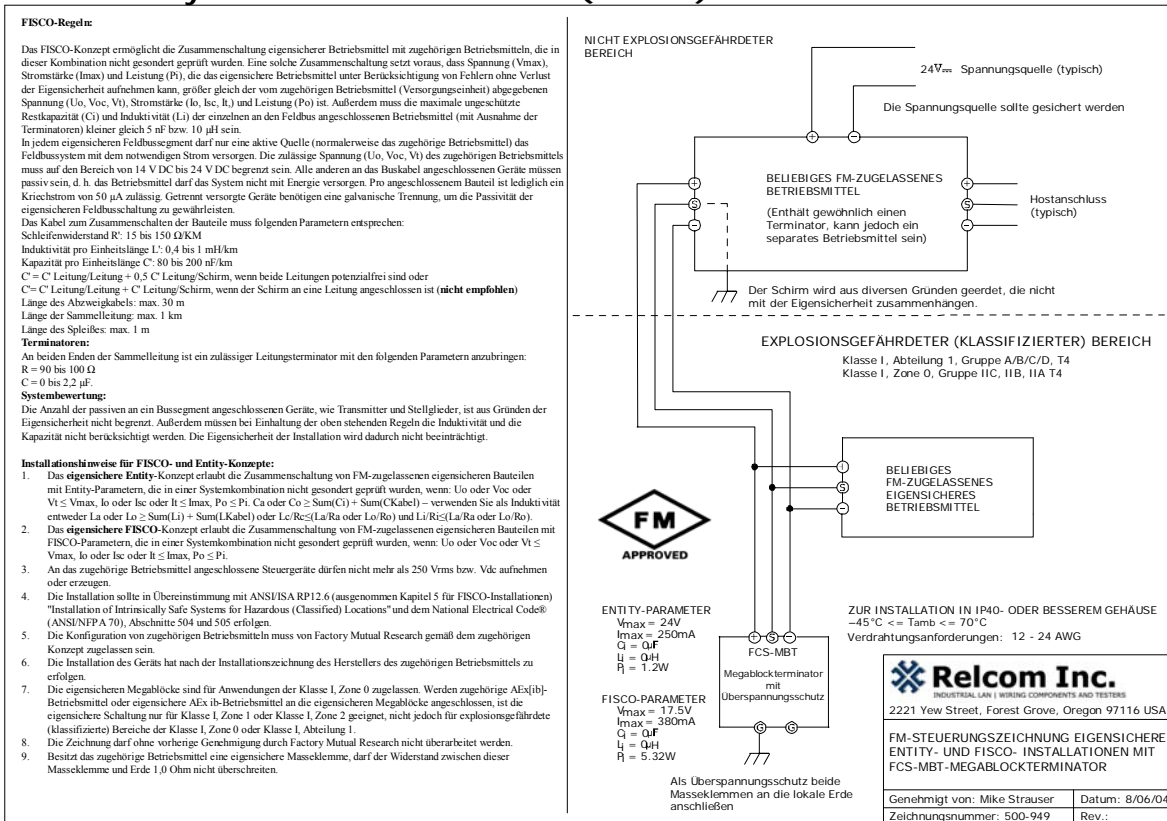 FISCO-Regeln:
Das FISCO-Konzept ermöglicht die Zusammenschaltung eigensicherer Betriebsmittel mit zugehörigen Betriebsmitteln, die in
dieser Kombination nicht gesondert geprüft wurden. Eine solche Zusammenschaltung setzt voraus, dass Spannung (Vmax),
Stromstärke (Imax) und Leistung (Pi), die das eigensichere Betriebsmittel unter Berücksichtigung von Fehlern ohne Verlust
der Eigensicherheit aufnehmen kann, größer gleich der vom zugehörigen Betriebsmittel (Versorgungseinheit) abgegebenen
Spannung (Uo, Voc, Vt), Stromstärke (Io, Isc, It,) und Leistung (Po) ist. Außerdem muss die maximale ungeschützte
Restkapazität (Ci) und Induktivität (Li) der einzelnen an den Feldbus angeschlossenen Betriebsmittel (mit Ausnahme der
Terminatoren) kleiner gleich 5 nF bzw. 10 µH sein.
In jedem eigensicheren Feldbussegment darf nur eine aktive Quelle (normalerweise das zugehörige Betriebsmittel) das
Feldbussystem mit dem notwendigen Strom versorgen. Die zulässige Spannung (Uo, Voc, Vt) des zugehörigen Betriebsmittels
muss auf den Bereich von 14 V DC bis 24 V DC begrenzt sein. Alle anderen an das Buskabel angeschlossenen Geräte müssen
passiv sein, d. h. das Betriebsmittel darf das System nicht mit Energie versorgen. Pro angeschlossenem Bauteil ist lediglich ein
Kriechstrom von 50 µA zulässig. Getrennt versorgte Geräte benötigen eine galvanische Trennung, um die Passivität der
eigensicheren Feldbusschaltung zu gewährleisten.
Das Kabel zum Zusammenschalten der Bauteile muss folgenden Parametern entsprechen:
Schleifenwiderstand R': 15 bis 150 Ω/KM
Induktivität pro Einheitslänge L': 0,4 bis 1 mH/km
Kapazität pro Einheitslänge C': 80 bis 200 nF/km
C' = C' Leitung/Leitung + 0,5 C' Leitung/Schirm, wenn beide Leitungen potenzialfrei sind oder
C'= C' Leitung/Leitung + C' Leitung/Schirm, wenn der Schirm an eine Leitung angeschlossen ist (nicht empfohlen)
Länge des Abzweigkabels: max. 30 m
Länge der Sammelleitung: max. 1 km
Länge des Spleißes: max. 1 m
Terminatoren:
An beiden Enden der Sammelleitung ist ein zulässiger Leitungsterminator mit den folgenden Parametern anzubringen:
R = 90 bis 100 Ω
C = 0 bis 2,2 µF.
Systembewertung:
Die Anzahl der passiven an ein Bussegment angeschlossenen Geräte, wie Transmitter und Stellglieder, ist aus Gründen der
Eigensicherheit nicht begrenzt. Außerdem müssen bei Einhaltung der oben stehenden Regeln die Induktivität und die
Kapazität nicht berücksichtigt werden. Die Eigensicherheit der Installation wird dadurch nicht beeinträchtigt.
Installationshinweise für FISCO- und Entity-Konzepte:
1. Das eigensichere Entity-Konzept erlaubt die Zusammenschaltung von FM-zugelassenen eigensicheren Bauteilen
mit Entity-Parametern, die in einer Systemkombination nicht gesondert geprüft wurden, wenn: Uo oder Voc oder
Vt ≤ Vmax, Io oder Isc oder It ≤ Imax, Po ≤ Pi. Ca oder Co ≥ Sum(Ci) + Sum(CKabel) – verwenden Sie als Induktivität
entweder La oder Lo ≥ Sum(Li) + Sum(LKabel) oder Lc/Rc≤(La/Ra oder Lo/Ro) und Li/Ri≤(La/Ra oder Lo/Ro).
2. Das eigensichere FISCO-Konzept erlaubt die Zusammenschaltung von FM-zugelassenen eigensicheren Bauteilen mit
FISCO-Parametern, die in einer Systemkombination nicht gesondert geprüft wurden, wenn: Uo oder Voc oder Vt ≤
Vmax, Io oder Isc oder It ≤ Imax, Po ≤ Pi.
3. An das zugehörige Betriebsmittel angeschlossene Steuergeräte dürfen nicht mehr als 250 Vrms bzw. Vdc aufnehmen
oder erzeugen.
4. Die Installation sollte in Übereinstimmung mit ANSI/ISA RP12.6 (ausgenommen Kapitel 5 für FISCO-Installationen)
"Installation of Intrinsically Safe Systems for Hazardous (Classified) Locations" und dem National Electrical Code®
(ANSI/NFPA 70), Abschnitte 504 und 505 erfolgen.
5. Die Konfiguration von zugehörigen Betriebsmitteln muss von Factory Mutual Research gemäß dem zugehörigen
Konzept zugelassen sein.
6. Die Installation des Geräts hat nach der Installationszeichnung des Herstellers des zugehörigen Betriebsmittels zu
erfolgen.
7. Die eigensicheren Megablöcke sind für Anwendungen der Klasse I, Zone 0 zugelassen. Werden zugehörige AEx[ib]-
Betriebsmittel oder eigensichere AEx ib-Betriebsmittel an die eigensicheren Megablöcke angeschlossen, ist die
eigensichere Schaltung nur für Klasse I, Zone 1 oder Klasse I, Zone 2 geeignet, nicht jedoch für explosionsgefährdete
(klassifizierte) Bereiche der Klasse I, Zone 0 oder Klasse I, Abteilung 1.
8. Die Zeichnung darf ohne vorherige Genehmigung durch Factory Mutual Research nicht überarbeitet werden.
9. Besitzt das zugehörige Betriebsmittel eine eigensichere Masseklemme, darf der Widerstand zwischen dieser
Masseklemme und Erde 1,0 Ohm nicht überschreiten.
NICHT EXPLOSIONSGEFÄHRDETER
BEREICH
24V Spannungsquelle (typisch)
Die Spannungsquelle sollte gesichert werden
+ −
BELIEBIGES FM-ZUGELASSENES
BETRIEBSMITTEL
(Enthält gewöhnlich einen
Terminator, kann jedoch ein
separates Betriebsmittel sein)
+
S
−
+
S
−
Hostanschluss
(typisch)
Der Schirm wird aus diversen Gründen geerdet, die nicht
mit der Eigensicherheit zusammenhängen.
EXPLOSIONSGEFÄHRDETER (KLASSIFIZIERTER) BEREICH
Klasse I, Abteilung 1, Gruppe A/B/C/D, T4
Klasse I, Zone 0, Gruppe IIC, IIB, IIA T4
+
S
−
BELIEBIGES
FM-ZUGELASSENES
EIGENSICHERES
BETRIEBSMITTEL
FM
APPROVED
ENTITY-PARAMETER
Vmax = 24V
Imax = 250mA
Ci = 0µF
Li = 0µH
Pi = 1.2W
FISCO-PARAMETER
Vmax = 17.5V
Imax = 380mA
Ci = 0µF
Li = 0µH
Pi = 5.32W
+ S −
FCS-MBT
Megablockterminator
mit
Überspannungsschutz
G G
Als Überspannungsschutz beide
Masseklemmen an die lokale Erde
anschließen
ZUR INSTALLATION IN IP40- ODER BESSEREM GEHÄUSE
−45°C <= Tamb <= 70°C
Verdrahtungsanforderungen: 12 - 24 AWG
Relcom Inc.
INDUSTRIAL LAN | WIRING COMPONENTS AND TESTERS
2221 Yew Street, Forest Grove, Oregon 97116 USA
FM-STEUERUNGSZEICHNUNG EIGENSICHERE
ENTITY- UND FISCO- INSTALLATIONEN MIT
FCS-MBT-MEGABLOCKTERMINATOR
Genehmigt von: Mike Strauser Datum: 8/06/04
Zeichnungsnummer: 500-949 Rev.: